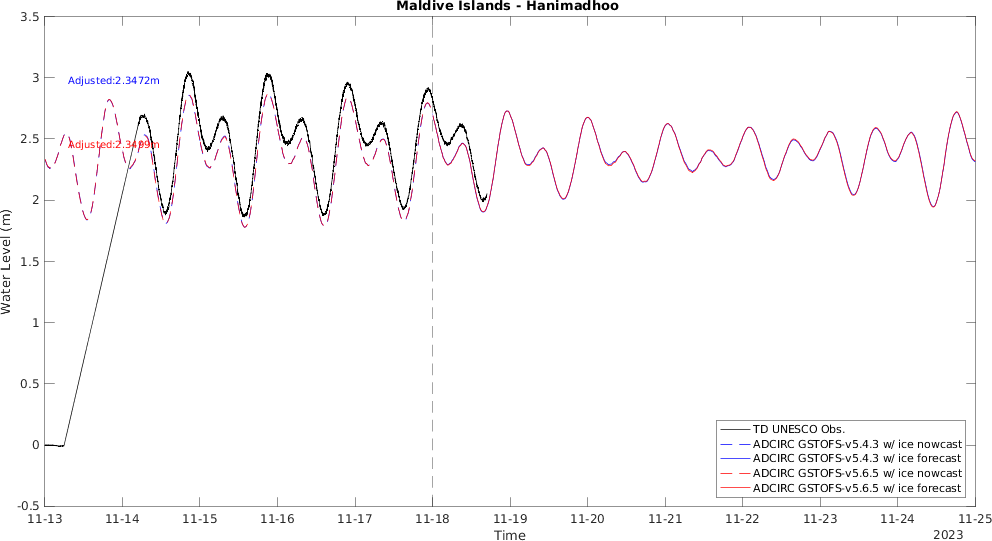 Maldive Islands - Hanimadhoo
3.5
3
2.5
2
1.5
1
0.5
0
-0.5
Water Level (m)
Adjusted:2.3472m
Adjusted:2.3499m
TD UNESCO Obs.
ADCIRC GSTOFS-v5.4.3 w/ ice nowcast
ADCIRC GSTOFS-v5.4.3 w/ ice forecast
ADCIRC GSTOFS-v5.6.5 w/ ice nowcast
ADCIRC GSTOFS-v5.6.5 w/ ice forecast
11-13 11-14 11-15 11-16 11-17 11-18 11-19 11-20 11-21 11-22 11-23 11-24 11-25
Time
2023